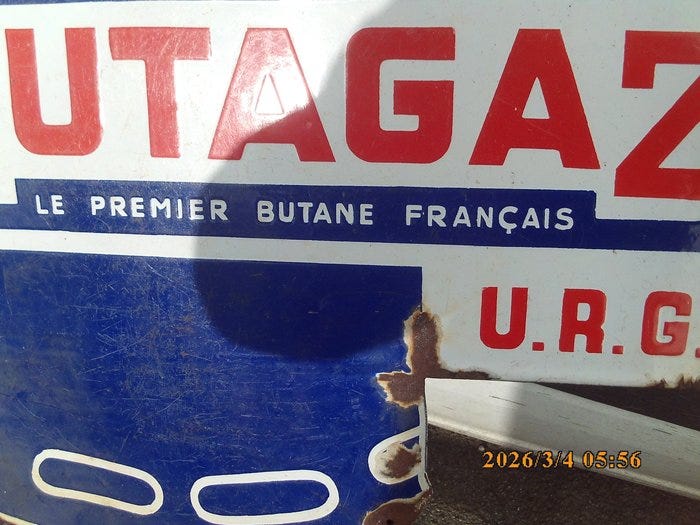 UTAGAZ
LE PREMIER BUTANE FRANÇAIS
U.R.G.
2026/3/4 05:56